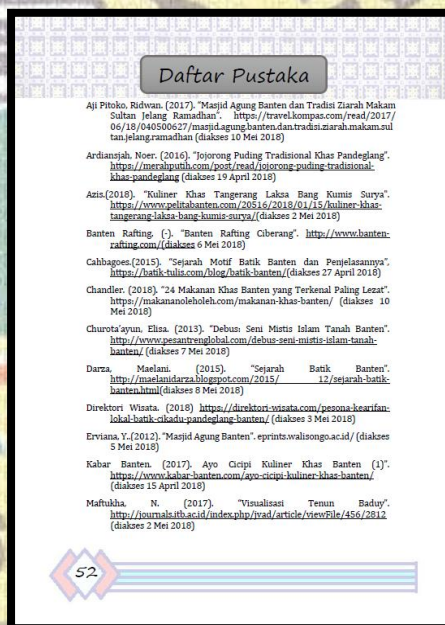 Daftar Pustaka
Aji Pitoko, Ridwan. (2017). "Masjid Agung Banten dan Tradisi Ziarah Makam
Sultan Jelang Ramadhan". https://travel.kompas.com/read/2017/
06/18/040500627/masjid.agung.banten.dan.tradisi.ziarah.makam.sul
tan.jelang.ramadhan (diakses 10 Mei 2018)
Ardiansjah, Noer. (2016). "Jojorong Puding Tradisional Khas Pandeglang".
https://merahputih.com/post/read/jojorong-puding-tradisional-
khas-pandeglang (diakses 19 April 2018)
Azis.(2018). "Kuliner Khas Tangerang Laksa Bang Kumis Surya".
https://www.pelitabanten.com/20516/2018/01/15/kuliner-khas-
tangerang-laksa-bang-kumis-surya/(diakses 2 Mei 2018)
Banten Rafting. (-). "Banten Rafting Ciberang". http://www.banten-
rafting.com/(diakses 6 Mei 2018)
Cahbagoes.(2015). "Sejarah Motif Batik Banten dan Penjelasannya".
https://batik-tulis.com/blog/batik-banten/(diakses 27 April 2018)
Chandler. (2018). "24 Makanan Khas Banten yang Terkenal Paling Lezat".
https://makananoleholeh.com/makanan-khas-banten/ (diakses 10
Mei 2018)
Churota'ayun, Elisa. (2013). "Debus: Seni Mistis Islam Tanah Banten".
http://www.pesantrenglobal.com/debus-seni-mistis-islam-tanah-
banten/ (diakses 7 Mei 2018)
Darza, Maelani. (2015). "Sejarah Batik Banten".
http://maelanidarza.blogspot.com/2015/ 12/sejarah-batik-
banten.html(diakses 8 Mei 2018)
Direktori Wisata. (2018) https://direktori-wisata.com/pesona-kearifan-
lokal-batik-cikadu-pandeglang-banten/ (diakses 3 Mei 2018)
Erviana, Y..(2012). "Masjid Agung Banten". eprints.walisongo.ac.id/ (diakses
5 Mei 2018)
Kabar Banten. (2017). Ayo Cicipi Kuliner Khas Banten (1)".
https://www.kabar-banten.com/ayo-cicipi-kuliner-khas-banten/
(diakses 15 April 2018)
Maftukha, N. (2017). "Visualisasi Tenun Baduy".
http://journals.itb.ac.id/index.php/jvad/article/viewFile/456/2812
(diakses 2 Mei 2018)
52